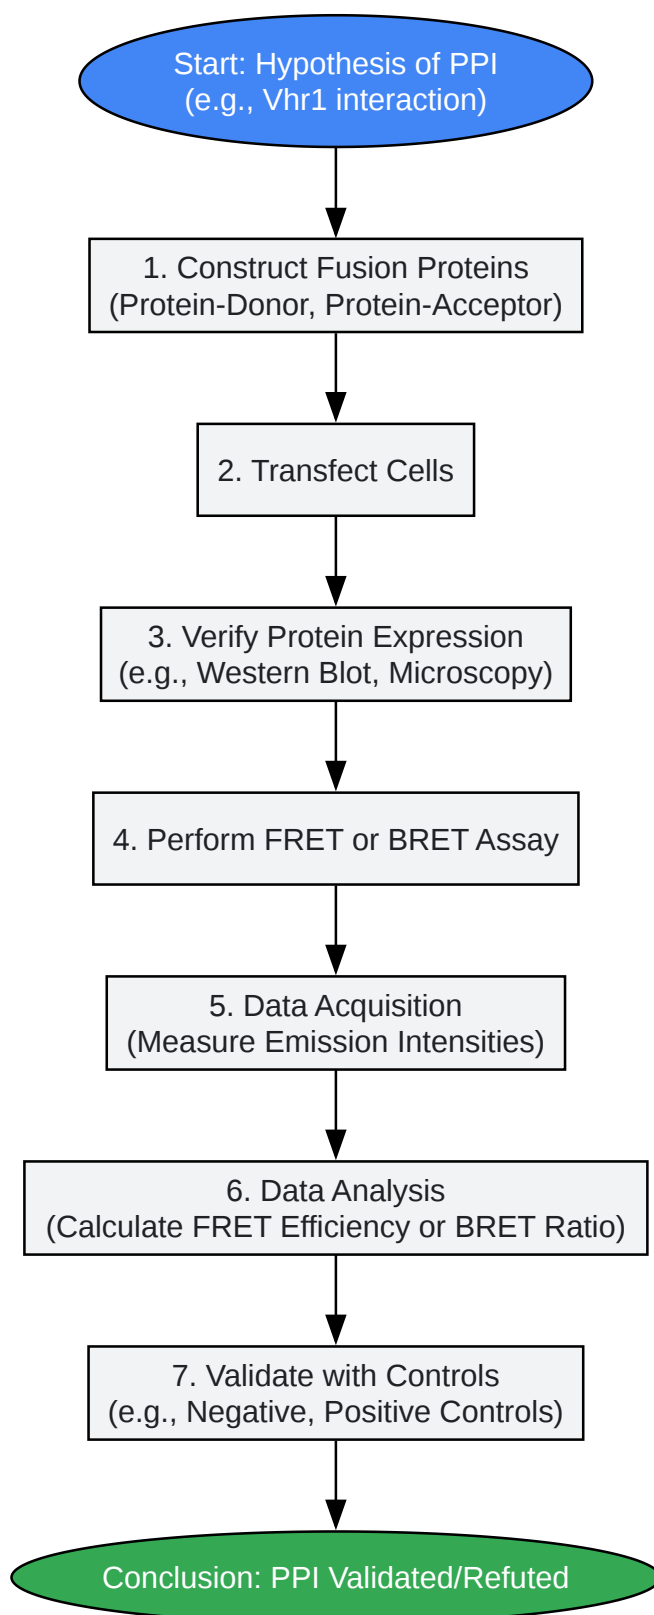 Start: Hypothesis of PPI
(e.g., Vhr1 interaction)
1. Construct Fusion Proteins
(Protein-Donor, Protein-Acceptor)
2. Transfect Cells
3. Verify Protein Expression
(e.g., Western Blot, Microscopy)
4. Perform FRET or BRET Assay
5. Data Acquisition
(Measure Emission Intensities)
6. Data Analysis
(Calculate FRET Efficiency or BRET Ratio)
7. Validate with Controls
(e.g., Negative, Positive Controls)
Conclusion: PPI Validated/Refuted